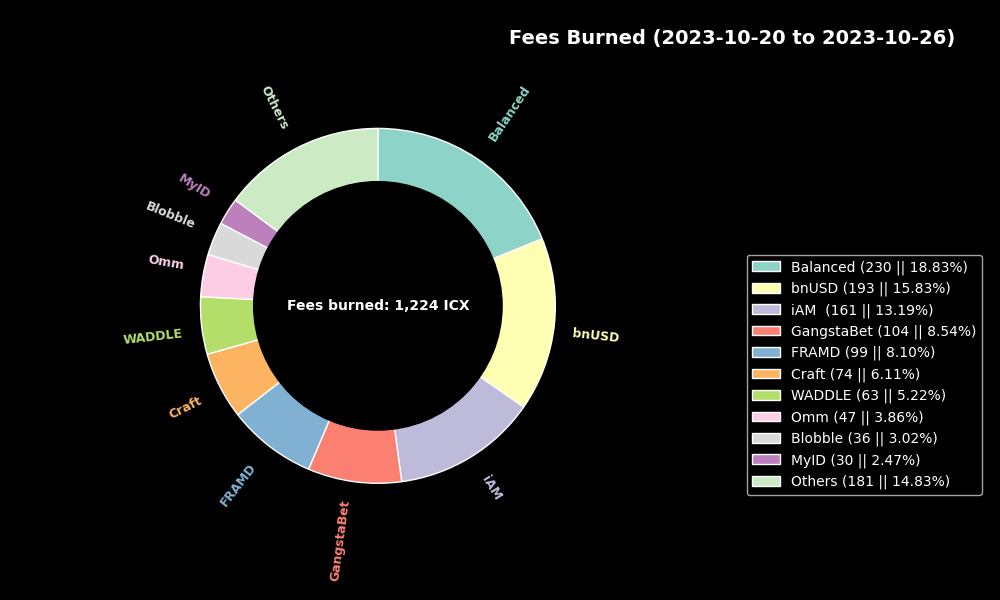 Fees Burned (2023-10-20 to 2023-10-26)
Others
Balanced
MyID
Blobble
Omm
WADDLE
Craft
FRAMD
GangstaBet
iAM
bnUSD
Fees burned: 1,224 ICX
Balanced (230 || 18.83%)
bnUSD (193 || 15.83%)
iAM  (161 || 13.19%)
GangstaBet (104 || 8.54%)
FRAMD (99 || 8.10%)
Craft (74 || 6.11%)
WADDLE (63 || 5.22%)
Omm (47 || 3.86%)
Blobble (36 || 3.02%)
MyID (30 || 2.47%)
Others (181 || 14.83%)